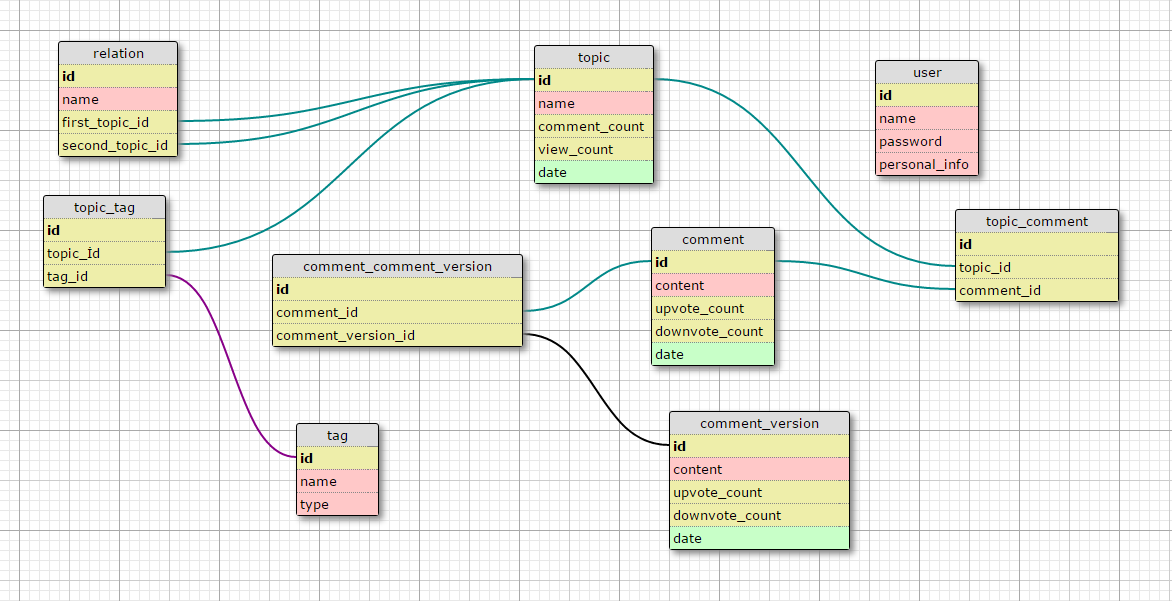 relation
id
name
first_topic_id
second_topic_id
topic
id
name
comment_count
view_count
date
user
id
name
password
personal_info
topic_tag
id
topic_İd
tag_id
comment_comment_version
id
comment_id
comment_version_id
comment
id
content
upvote_count
downvote_count
date
topic_comment
id
topic_id
comment_id
tag
id
name
type
comment_version
id
content
upvote_count
downvote_count
date